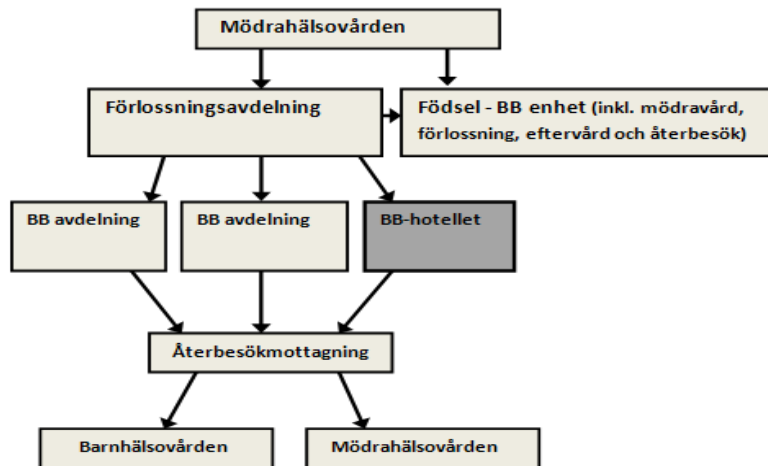 Mödrahälsovården
Förlossningsavdelning
Födsel - BB enhet (inkl. mödravård,
förlossning, eftervård och återbesök)
BB avdelning
BB avdelning
BB-hotellet
Återbesökmottagning
Barnhälsovården
Mödrahälsovården